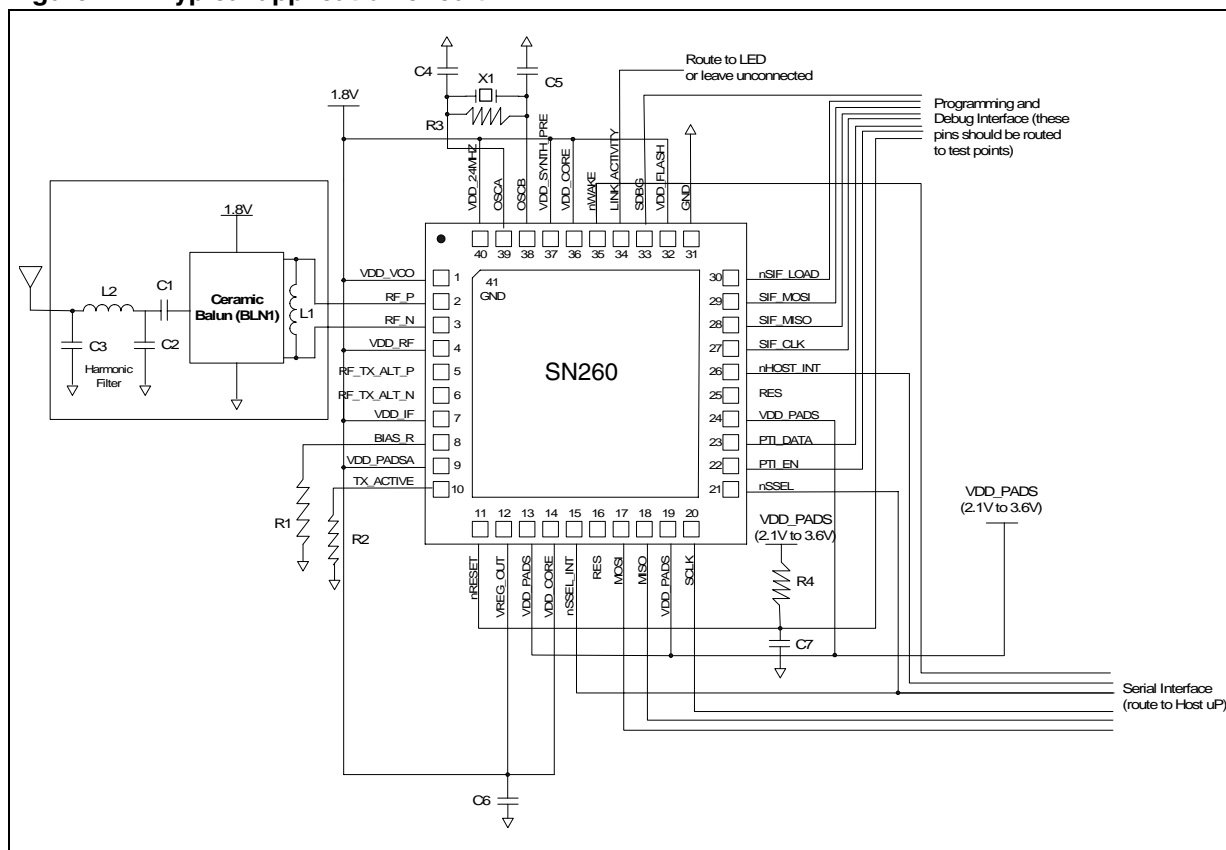 C4
C5
X1
R3
1.8V
Route to LED
or leave unconnected
Programming and
Debug Interface (these
pins should be routed
to test points)
VDD_24MHZ
OSCA
OSCB
VDD_SYNTH_PRE
VDD_CORE
nWAKE
LINK_ACTIVITY
SDBG
VDD_FLASH
GND
40
39
38
37
36
35
34
33
32
31
1.8V
L2
C1
Ceramic
Balun (BLN1)
L1
C3
C2
Harmonic
Filter
VDD_VCO
1
RF_P
2
RF_N
3
VDD_RF
4
RF_TX_ALT_P
5
RF_TX_ALT_N
6
VDD_IF
7
BIAS_R
8
VDD_PADSA
9
TX_ACTIVE
10
41
GND
SN260
30
nSIF_LOAD
29
SIF_MOSI
28
SIF_MISO
27
SIF_CLK
26
nHOST_INT
25
RES
24
VDD_PADS
23
PTI_DATA
22
PTI_EN
21
nSSEL
R1
R2
11
12
13
14
15
16
17
18
19
20
nRESET
VREG_OUT
VDD_PADS
VDD_CORE
nSSEL_INT
RES
MOSI
MISO
VDD_PADS
SCLK
VDD_PADS
(2.1V to 3.6V)
R4
C7
VDD_PADS
(2.1V to 3.6V)
Serial Interface
(route to Host uP)
C6